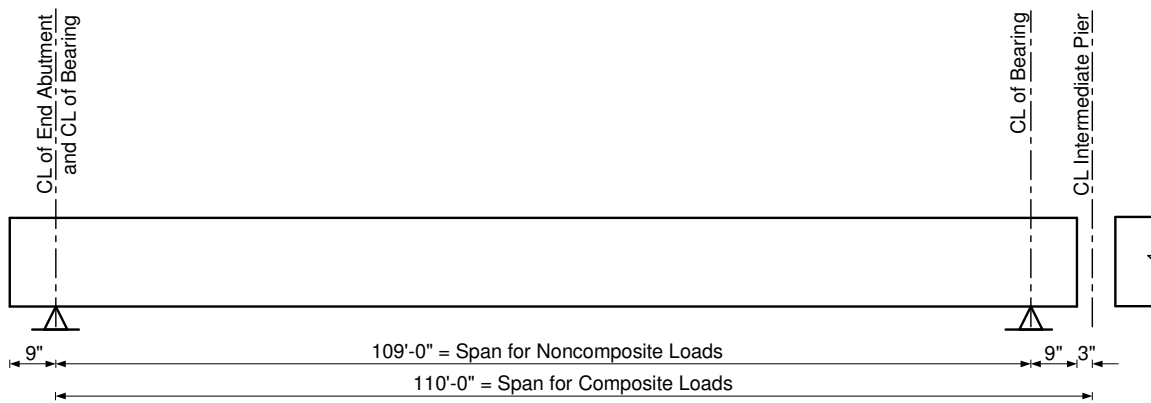 CL of End Abutment
and CL of Bearing
CL of Bearing
CL Intermediate Pier
9"
109'-0" = Span for Noncomposite Loads
9"
3"
110'-0" = Span for Composite Loads